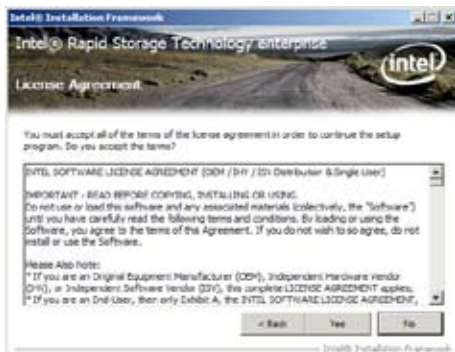 Intel® Installation Framework
Intel® Rapid Storage Technology enterprise
intel
License Agreement
You must accept all of the terms of the license agreement in order to continue the setup
program. Do you accept the terms?
INTEL SOFTWARE LICENSE AGREEMENT (OEM / IHV / ISV Distribution & Single User)
IMPORTANT - READ BEFORE COPYING, INSTALLING OR USING.
Do not use or load this software and any associated materials (collectively, the "Software")
until you have carefully read the following terms and conditions. By loading or using the
Software, you agree to the terms of this Agreement. If you do not wish to so agree, do not
install or use the Software.
Please Also Note:
* If you are an Original Equipment Manufacturer (OEM), Independent Hardware Vendor
(IHV), or Independent Software Vendor (ISV), this complete LICENSE AGREEMENT applies;
* If you are an End-User, then only Exhibit A, the INTEL SOFTWARE LICENSE AGREEMENT,
< Back
Yes
No
Intel® Installation Framework